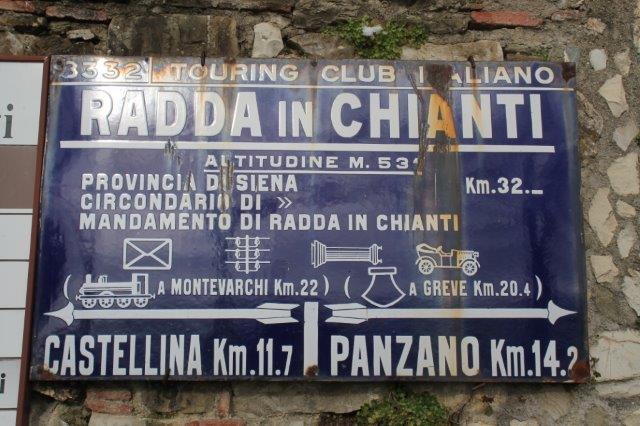 3332 TOURING CLUB ITALIANO
RADDA IN CHIANTI
ALTITUDINE M. 531
PROVINCIA DI SIENA Km.32._
CIRCONDARIO DI »
MANDAMENTO DI RADDA IN CHIANTI
( A MONTEVARCHI Km.22 ) ( A GREVE Km.20.4 )
CASTELLINA Km.11.7 PANZANO Km.14.2